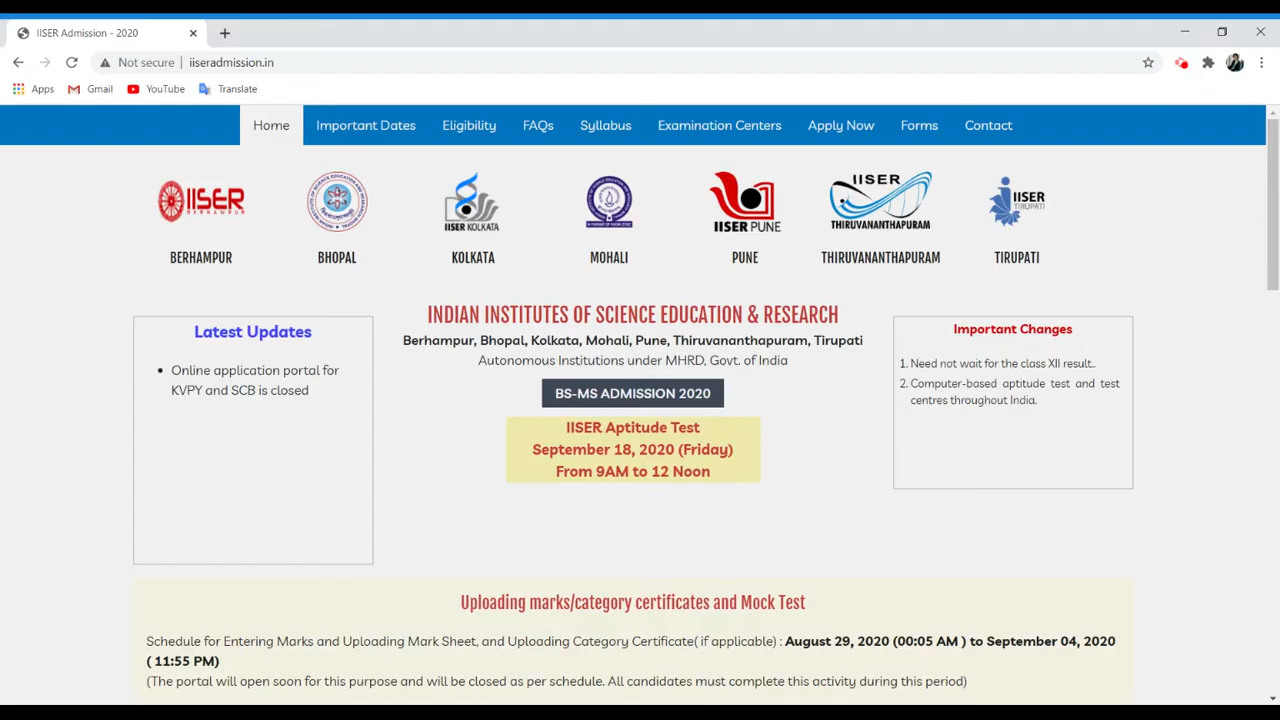 IISER Admission - 2020
Not secure | iiseradmission.in
Apps Gmail YouTube Translate
Home Important Dates Eligibility FAQs Syllabus Examination Centers Apply Now Forms Contact
IISER BERHAMPUR
IISER KOLKATA
IISER PUNE
IISER THIRUVANANTHAPURAM
IISER TIRUPATI
BERHAMPUR BHOPAL KOLKATA MOHALI PUNE THIRUVANANTHAPURAM TIRUPATI
Latest Updates
Online application portal for
KVPY and SCB is closed
INDIAN INSTITUTES OF SCIENCE EDUCATION & RESEARCH
Berhampur, Bhopal, Kolkata, Mohali, Pune, Thiruvananthapuram, Tirupati
Autonomous Institutions under MHRD, Govt. of India
BS-MS ADMISSION 2020
IISER Aptitude Test
September 18, 2020 (Friday)
From 9AM to 12 Noon
Important Changes
1. Need not wait for the class XII result..
2. Computer-based aptitude test and test
centres throughout India.
Uploading marks/category certificates and Mock Test
Schedule for Entering Marks and Uploading Mark Sheet, and Uploading Category Certificate( if applicable) : August 29, 2020 (00:05 AM ) to September 04, 2020
( 11:55 PM)
(The portal will open soon for this purpose and will be closed as per schedule. All candidates must complete this activity during this period)